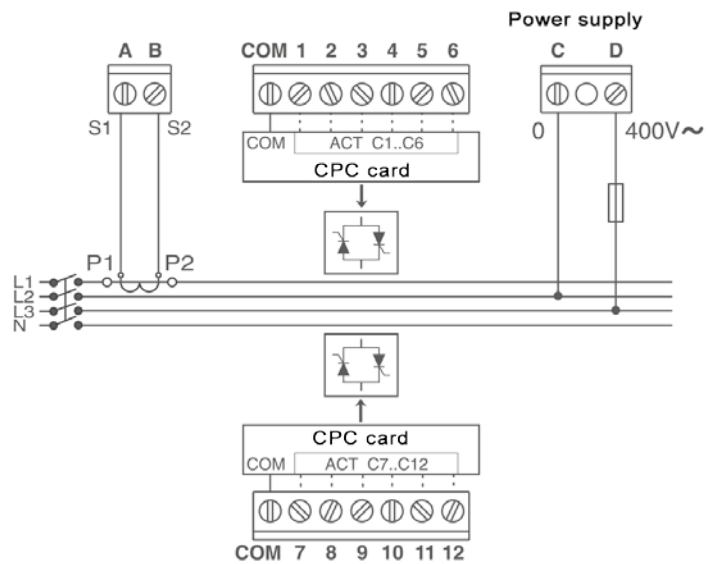 Power supply
A B
COM 1 2 3 4 5 6
C D
S1 S2
0 400V~
COM ACT C1..C6
CPC card
P1 P2
L1
L2
L3
N
CPC card
COM ACT C7..C12
COM 7 8 9 10 11 12